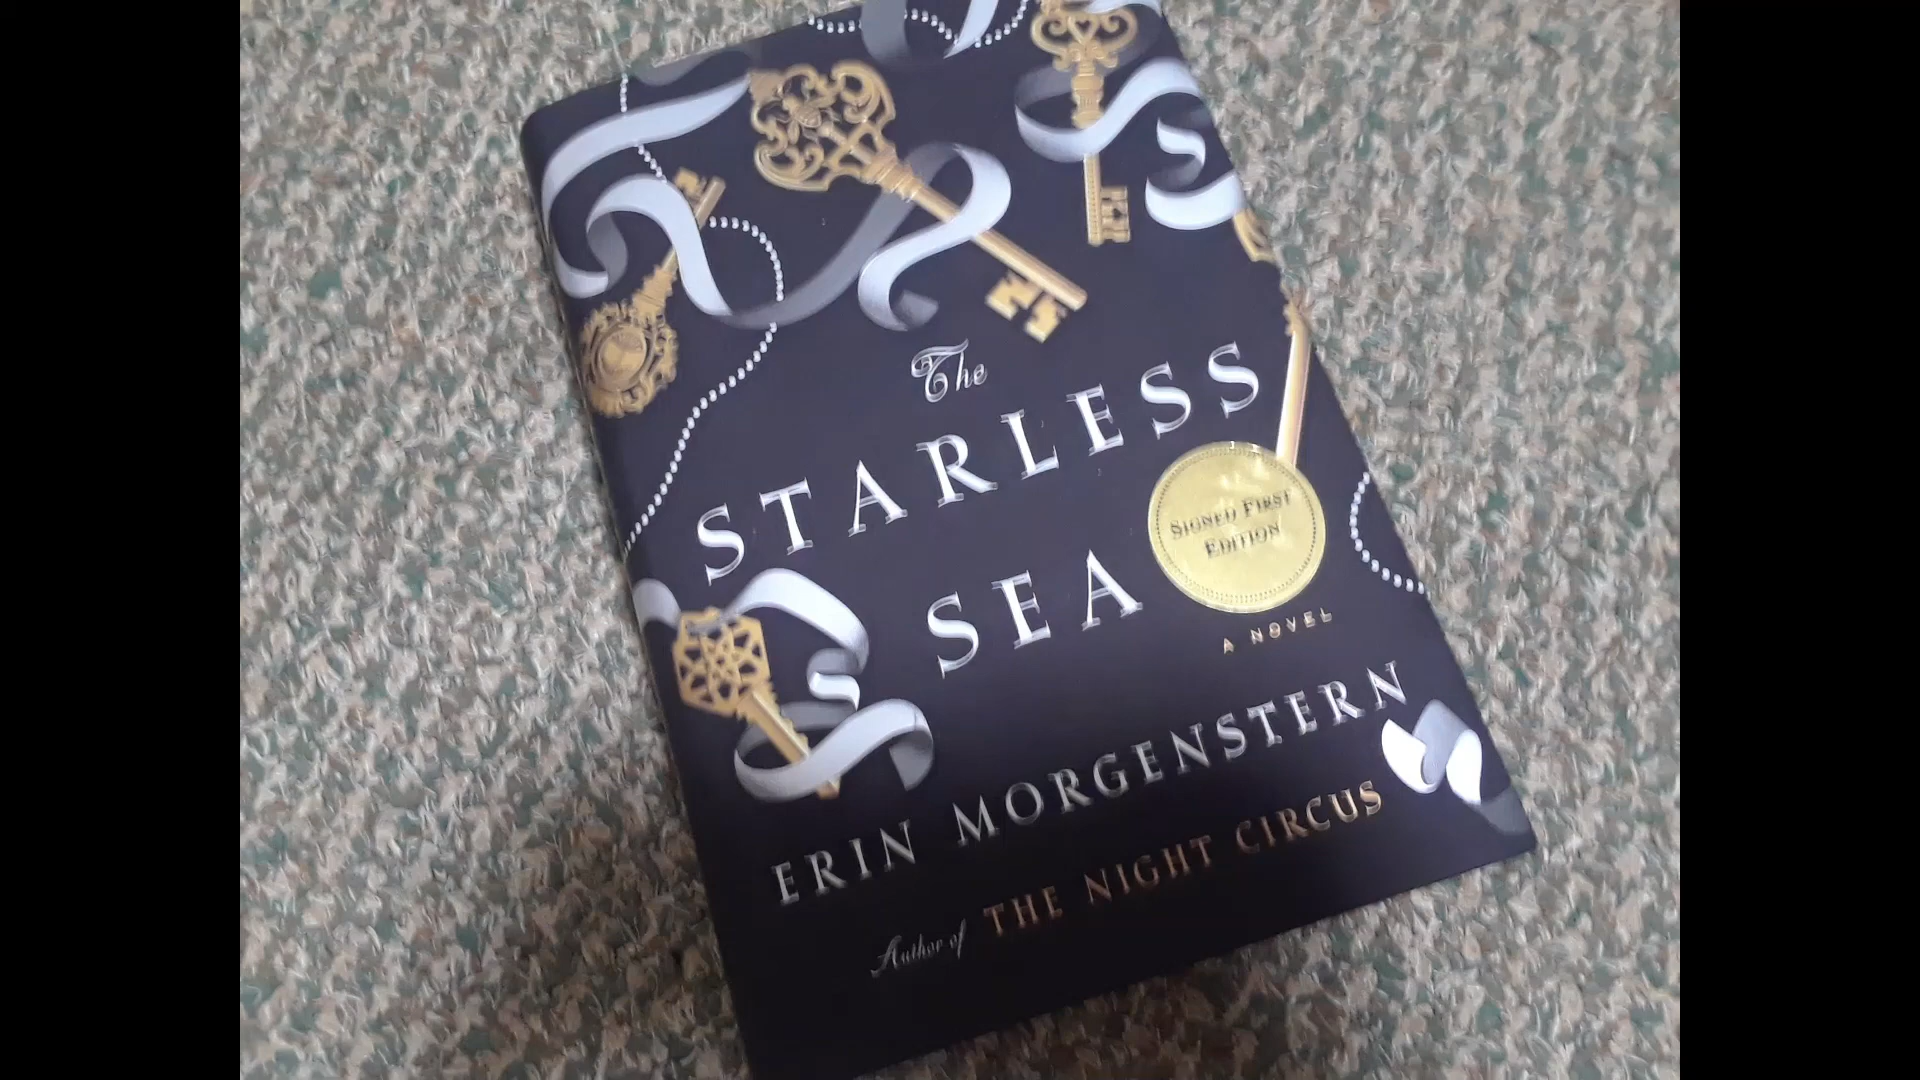 The
STARLESS
SEA
SIGNED FIRST
EDITION
A NOVEL
ERIN MORGENSTERN
Author of THE NIGHT CIRCUS